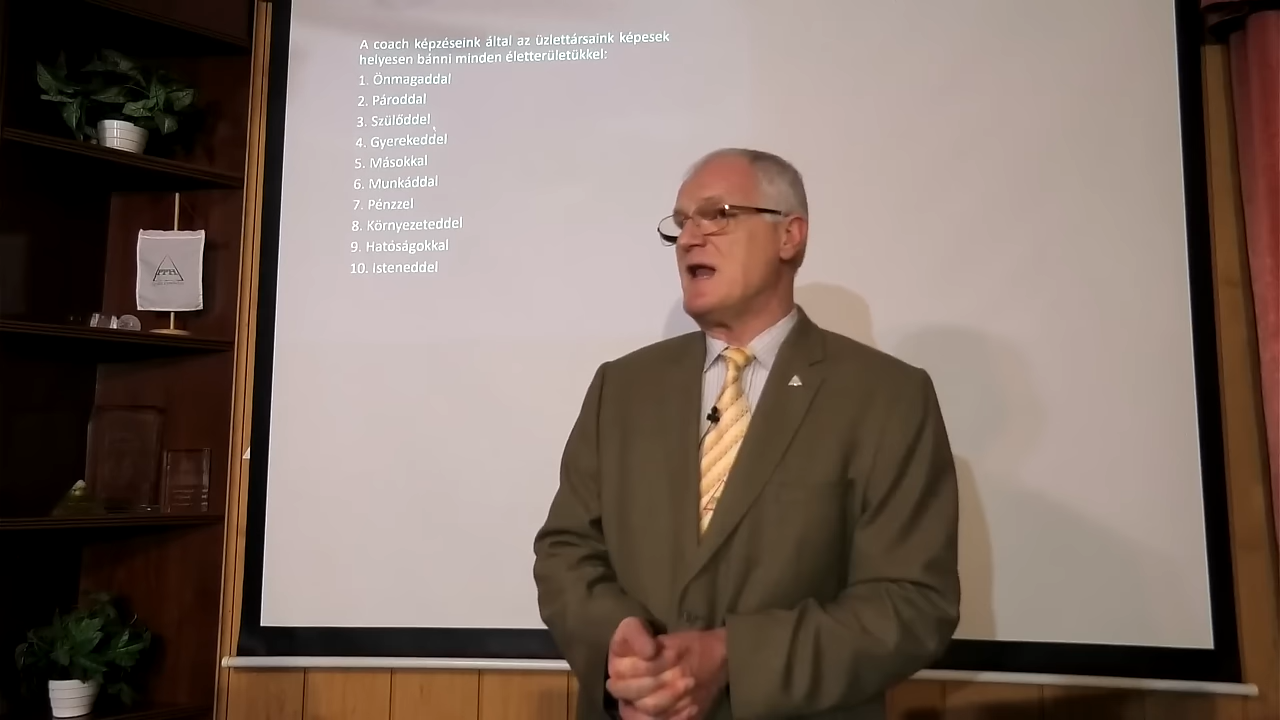 A coach képzéseink által az üzlettársaink képesek
helyesen bánni minden életterületükkel:
1. Önmagaddal
2. Pároddal
3. Szülőddel
4. Gyerekeddel
5. Másokkal
6. Munkáddal
7. Pénzzel
8. Környezeteddel
9. Hatóságokkal
10. Isteneddel